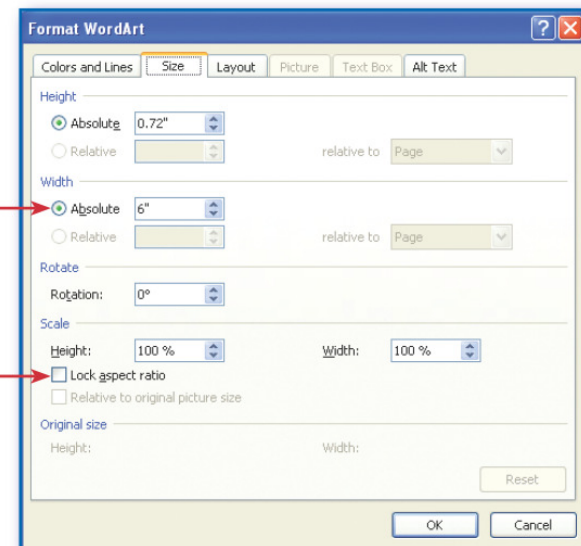 Format WordArt
Colors and Lines Size Layout Picture Text Box Alt Text
Height
Absolute 0.72"
Relative relative to Page
Width
Absolute 6"
Relative relative to Page
Rotate
Rotation: 0°
Scale
Height: 100 % Width: 100 %
Lock aspect ratio
Relative to original picture size
Original size
Height: Width:
Reset
OK Cancel